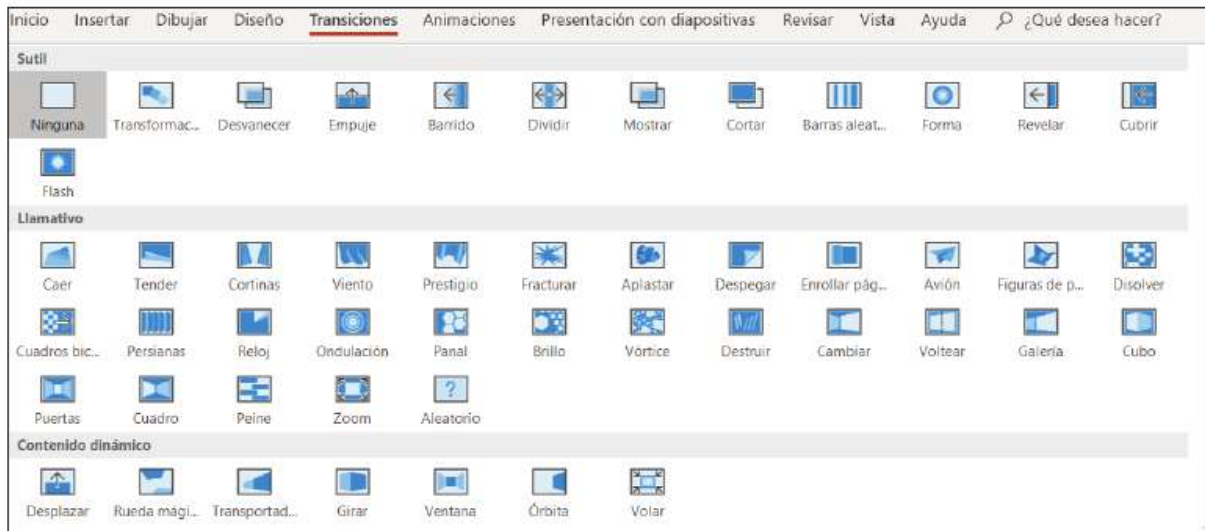 Inicio Insertar Dibujar Diseño Transiciones Animaciones Presentación con diapositivas Revisar Vista Ayuda ¿Qué desea hacer?
Sutil
Ninguna Transformac... Desvanecer Empuje Barrido Dividir Mostrar Cortar Barras aleat... Forma Revelar Cubrir
Flash
Llamativo
Caer Tender Cortinas Viento Prestigio Fracturar Aplastar Despegar Enrollar pág... Avión Figuras de p... Disolver
Cuadros bic... Persianas Reloj Ondulación Panal Brillo Vórtice Destruir Cambiar Voltear Galería Cubo
?
Puertas Cuadro Peine Zoom Aleatorio
Contenido dinámico
Desplazar Rueda mági... Transportad... Girar Ventana Órbita Volar